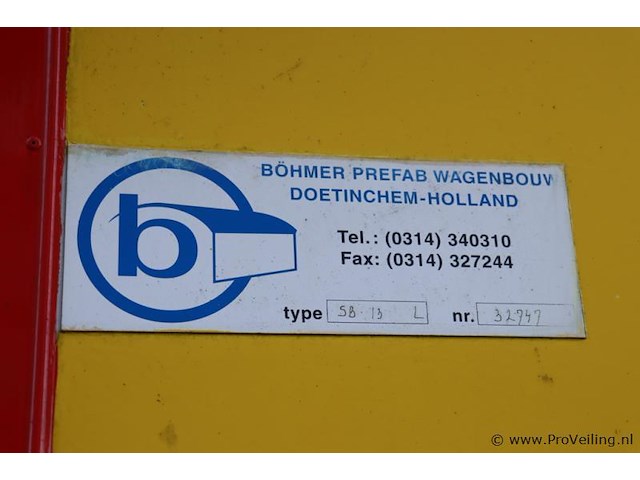 b
BÖHMER PREFAB WAGENBOUW
DOETINCHEM-HOLLAND
Tel.: (0314) 340310
Fax: (0314) 327244
type SB 13 L nr. 32747
© www.ProVeiling.nl